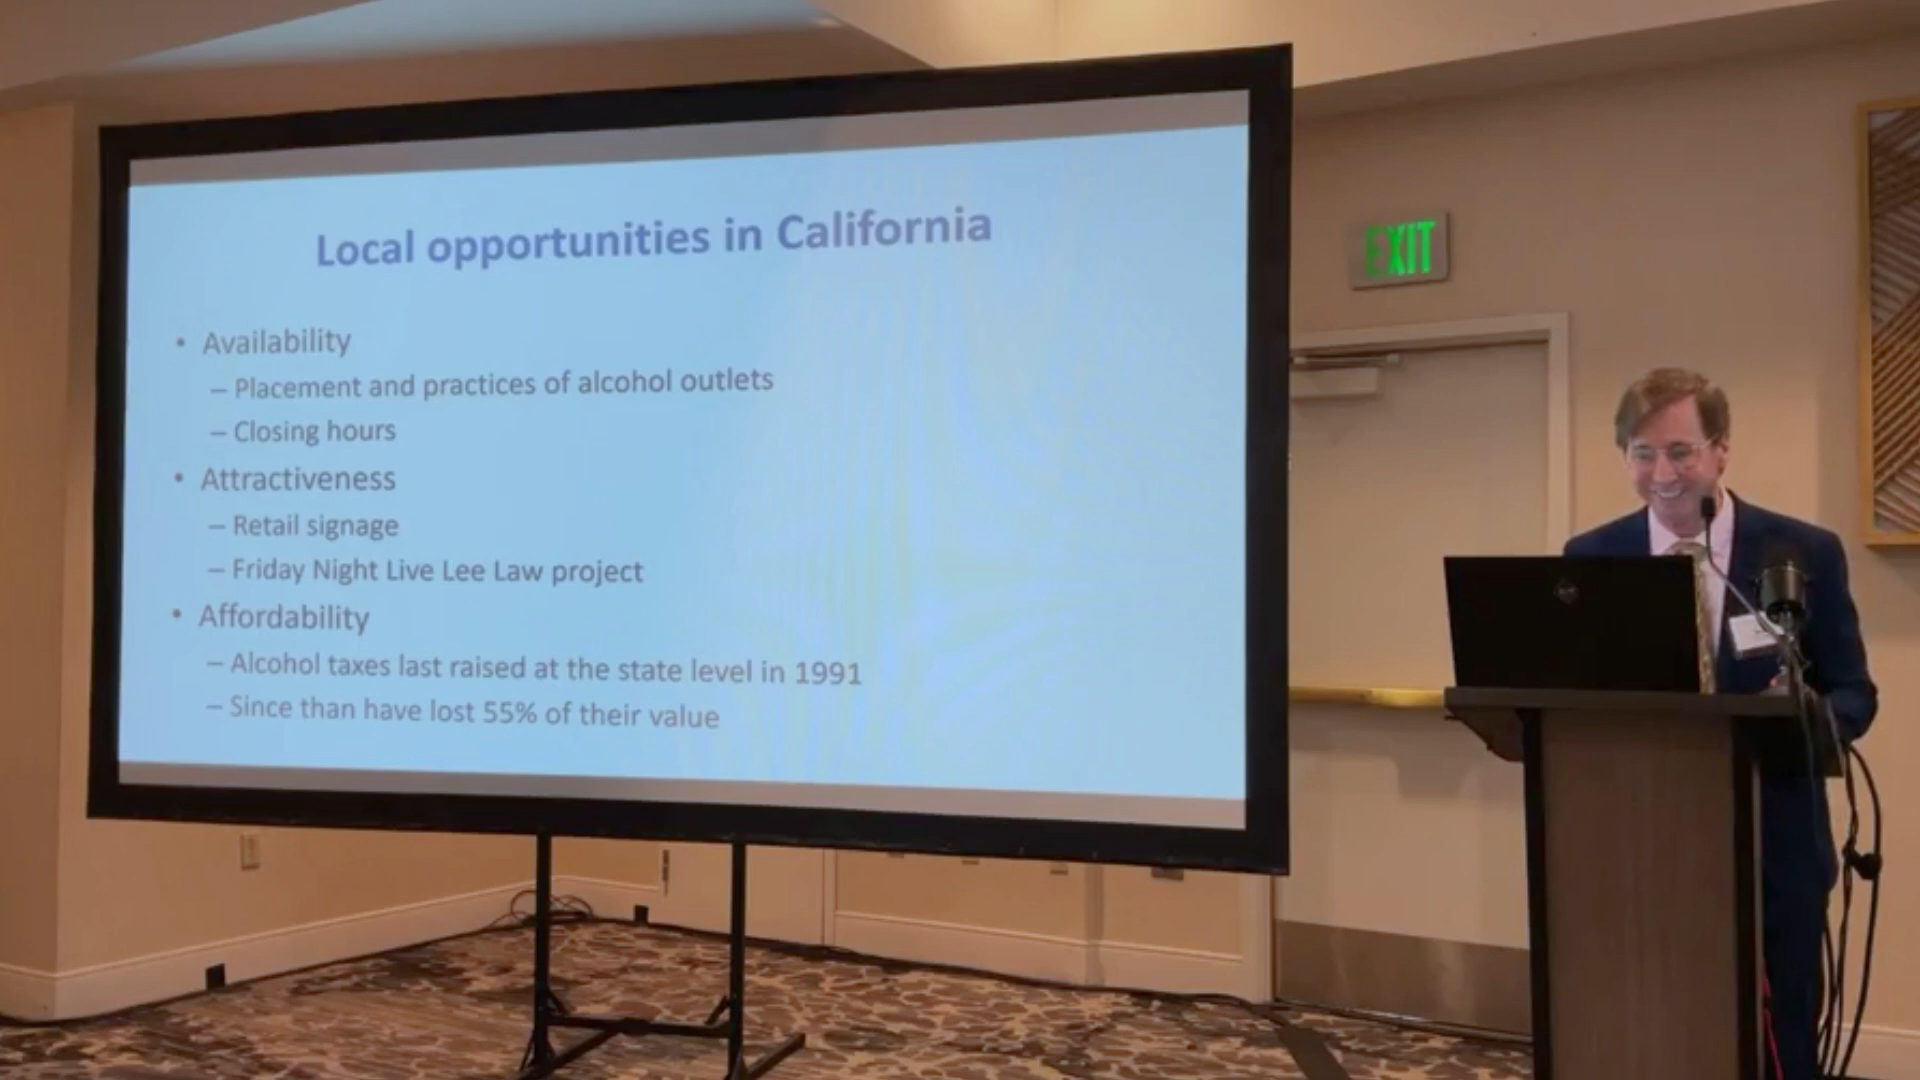 Local opportunities in California
• Availability
– Placement and practices of alcohol outlets
– Closing hours
• Attractiveness
– Retail signage
– Friday Night Live Lee Law project
• Affordability
– Alcohol taxes last raised at the state level in 1991
– Since than have lost 55% of their value
EXIT